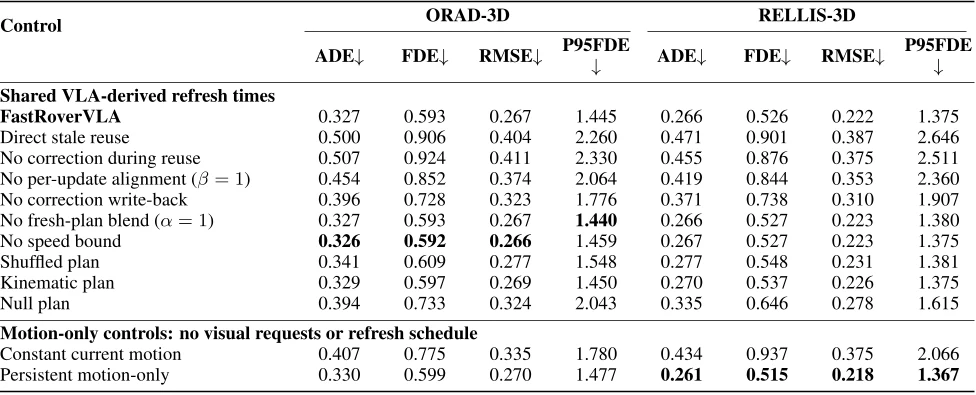 Control ORAD-3D RELLIS-3D
ADE↓ FDE↓ RMSE↓ P95FDE↓ ADE↓ FDE↓ RMSE↓ P95FDE↓
Shared VLA-derived refresh times
FastRoverVLA 0.327 0.593 0.267 1.445 0.266 0.526 0.222 1.375
Direct stale reuse 0.500 0.906 0.404 2.260 0.471 0.901 0.387 2.646
No correction during reuse 0.507 0.924 0.411 2.330 0.455 0.876 0.375 2.511
No per-update alignment (β = 1) 0.454 0.852 0.374 2.064 0.419 0.844 0.353 2.360
No correction write-back 0.396 0.728 0.323 1.776 0.371 0.738 0.310 1.907
No fresh-plan blend (α = 1) 0.327 0.593 0.267 1.440 0.266 0.527 0.223 1.380
No speed bound 0.326 0.592 0.266 1.459 0.267 0.527 0.223 1.375
Shuffled plan 0.341 0.609 0.277 1.548 0.277 0.548 0.231 1.381
Kinematic plan 0.329 0.597 0.269 1.450 0.270 0.537 0.226 1.375
Null plan 0.394 0.733 0.324 2.043 0.335 0.646 0.278 1.615
Motion-only controls: no visual requests or refresh schedule
Constant current motion 0.407 0.775 0.335 1.780 0.434 0.937 0.375 2.066
Persistent motion-only 0.330 0.599 0.270 1.477 0.261 0.515 0.218 1.367